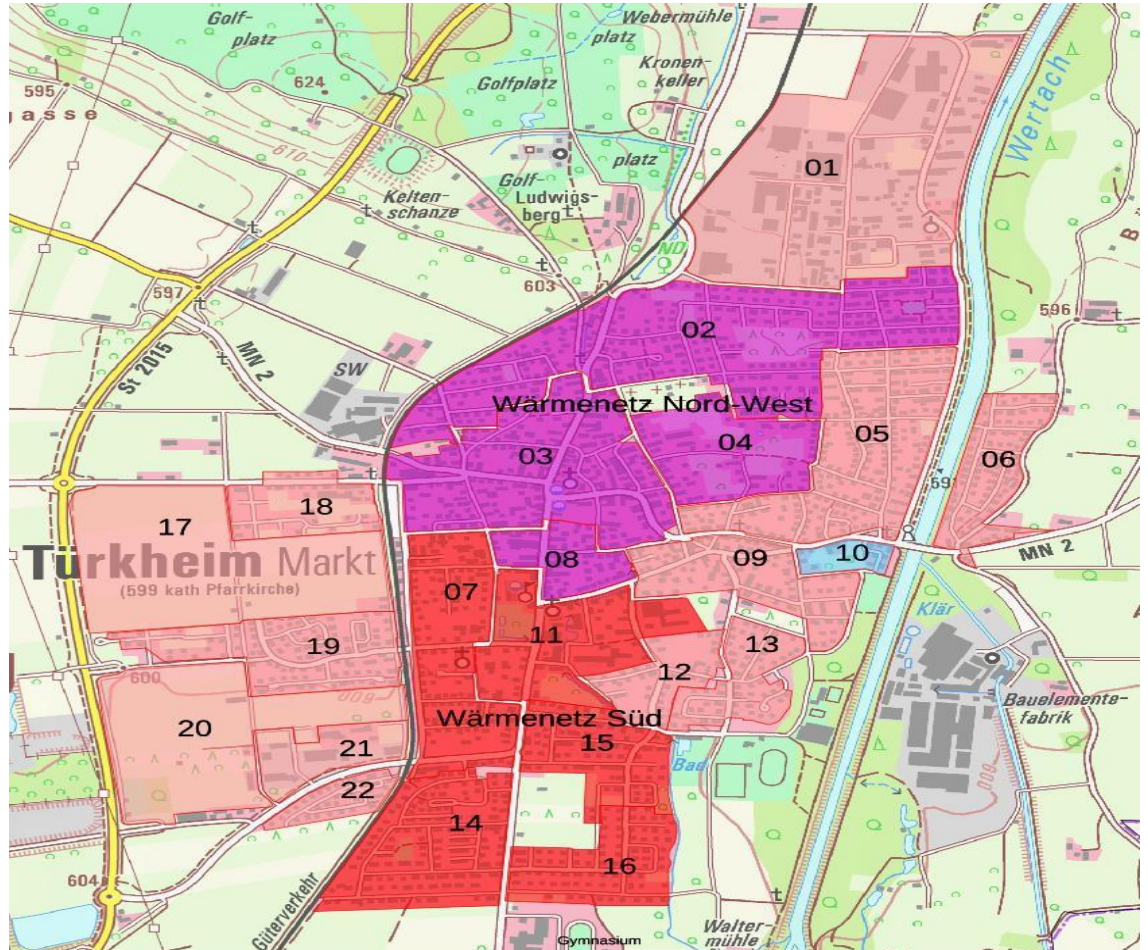 Golf-
platz
Webermühle
platz
Kronen-
keller
595
gasse
624
Golfplatz
Wertach
610
platz
01
Kelten-
schanze
Golf-
Ludwigs-
berg
ND
603
597
596
02
St 2015
MN 2
SW
Wärmenetz Nord-West
04
03
05
06
18
17
Türkheim Markt
(599 kath Pfarrkirche)
08
09
10
MN 2
07
Klär
11
19
13
600
12
600
Bauelemente-
fabrik
20
Wärmenetz Süd
15
21
Bad
600
22
14
16
604
Güterverkehr
Walter-
mühle
Gymnasium